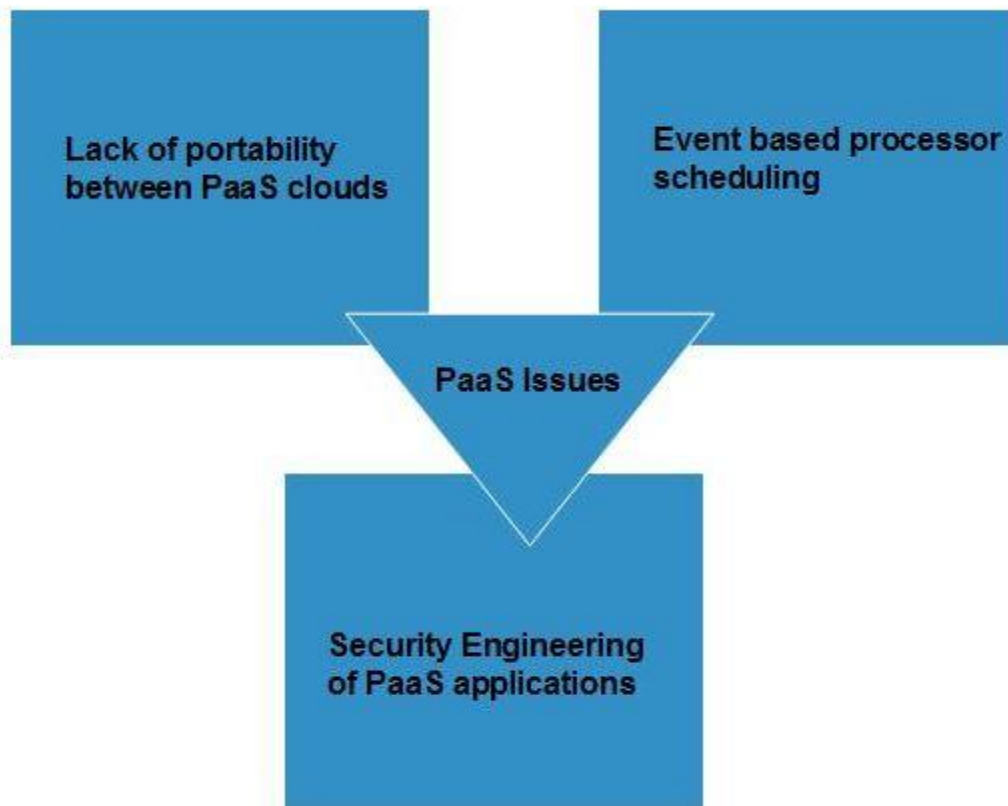 Lack of portability
between PaaS clouds
Event based processor
scheduling
PaaS Issues
Security Engineering
of PaaS applications